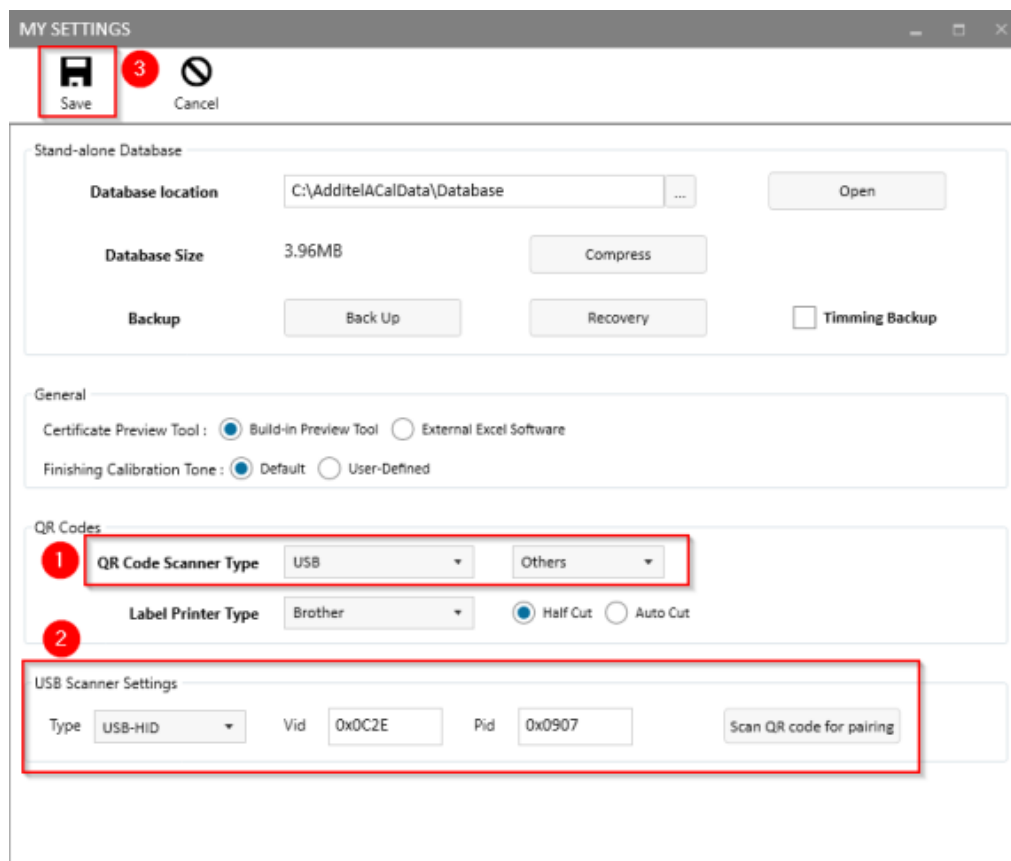 MY SETTINGS
3
Save Cancel
Stand-alone Database
Database location C:\AdditelACalData\Database ... Open
Database Size 3.96MB Compress
Backup Back Up Recovery Timming Backup
General
Certificate Preview Tool : Build-in Preview Tool External Excel Software
Finishing Calibration Tone : Default User-Defined
QR Codes
1 QR Code Scanner Type USB Others
Label Printer Type Brother Half Cut Auto Cut
2
USB Scanner Settings
Type USB-HID Vid 0x0C2E Pid 0x0907 Scan QR code for pairing